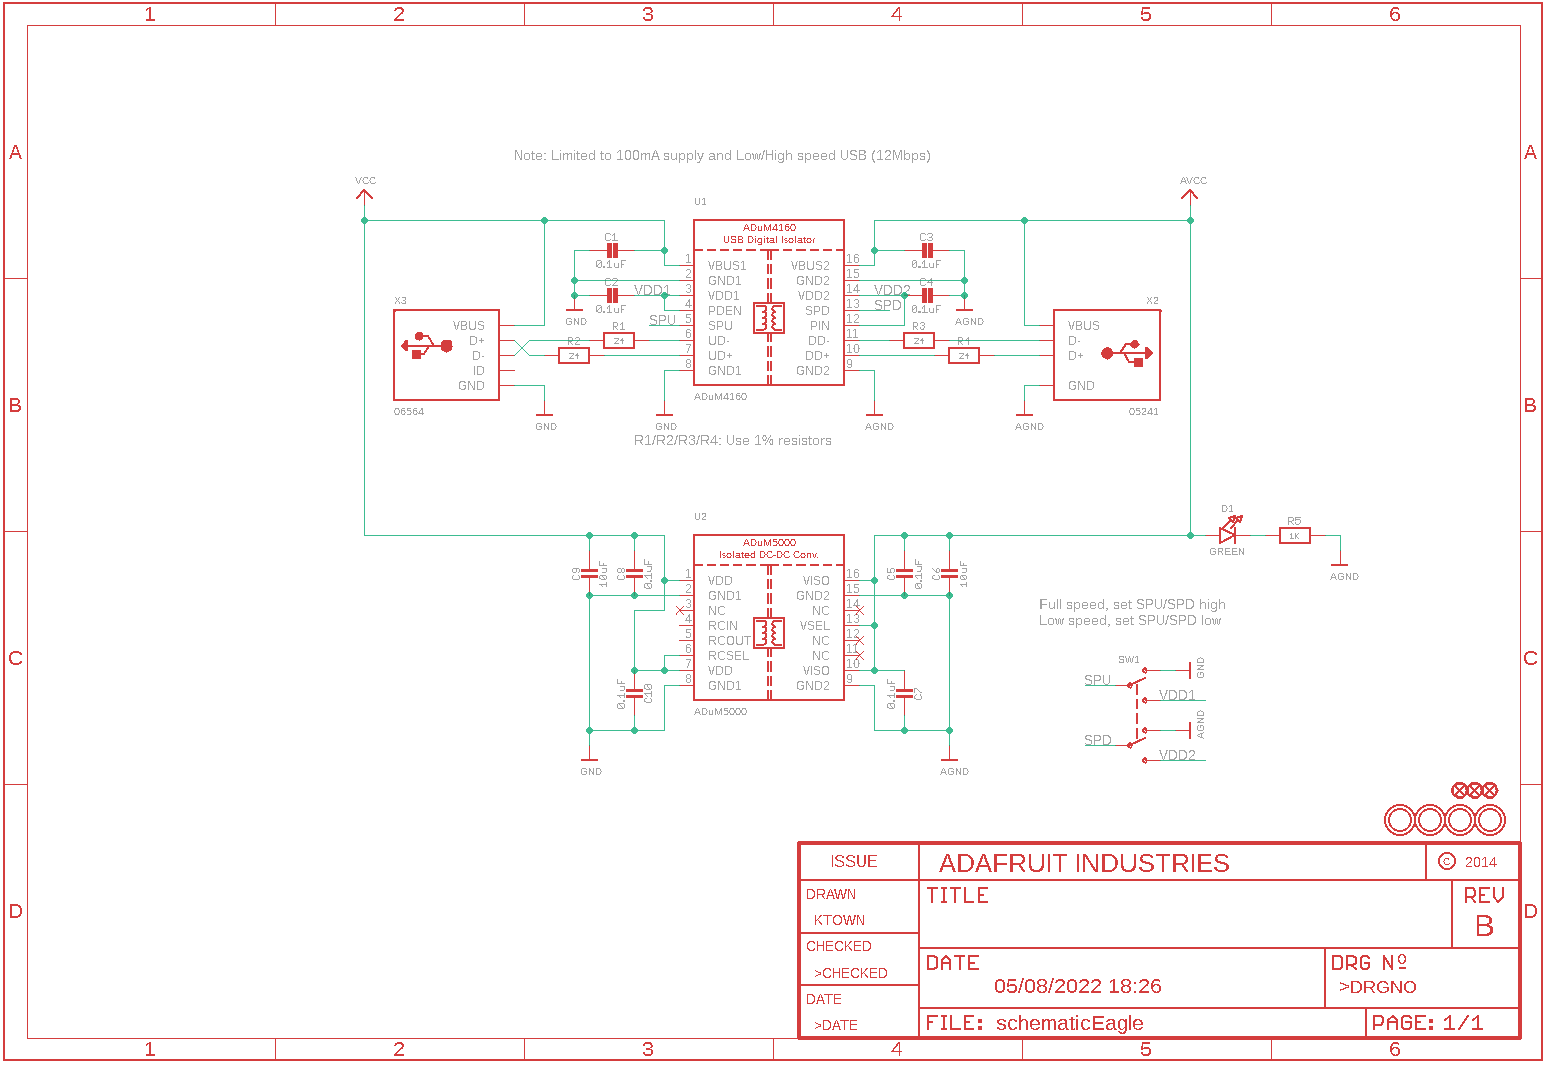 1 2 3 4 5 6
A A
B B
C C
D D
Note: Limited to 100mA supply and Low/High speed USB (12Mbps)
VCC
AVCC
U1
ADuM4160
USB Digital Isolator
C1
0.1uF
C2
0.1uF
GND
VDD1
SPU
1 VBUS1
2 GND1
3 VDD1
4 PDEN
5 SPU
6 UD-
7 UD+
8 GND1
VBUS2 16
GND2 15
VDD2 14
SPD 13
PIN 12
DD- 11
DD+ 10
GND2 9
ADuM4160
C3
0.1uF
VDD2
SPD
C4
0.1uF
AGND
X3
VBUS
D+
D-
ID
GND
06564
R1
R2
R3
R4
X2
VBUS
D-
D+
GND
05241
GND
GND
AGND
AGND
R1/R2/R3/R4: Use 1% resistors
U2
ADuM5000
Isolated DC-DC Conv.
C9
10uF
C8
0.1uF
1 VDD
2 GND1
3 NC
4 RCIN
5 RCOUT
6 RCSEL
7 VDD
8 GND1
VISO 16
GND2 15
NC 14
VSEL 13
NC 12
NC 11
VISO 10
GND2 9
ADuM5000
C5
0.1uF
C6
10uF
0.1uF
C10
0.1uF
C7
GND
AGND
D1
GREEN
R5
1K
AGND
Full speed, set SPU/SPD high
Low speed, set SPU/SPD low
SW1
SPU
GND
VDD1
SPD
AGND
VDD2
ISSUE
ADAFRUIT INDUSTRIES
© 2014
DRAWN
KTOWN
TITLE
REV
B
CHECKED
>CHECKED
DATE
05/08/2022 18:26
DRG Nº
>DRGNO
DATE
>DATE
FILE: schematicEagle
PAGE: 1/1
1 2 3 4 5 6